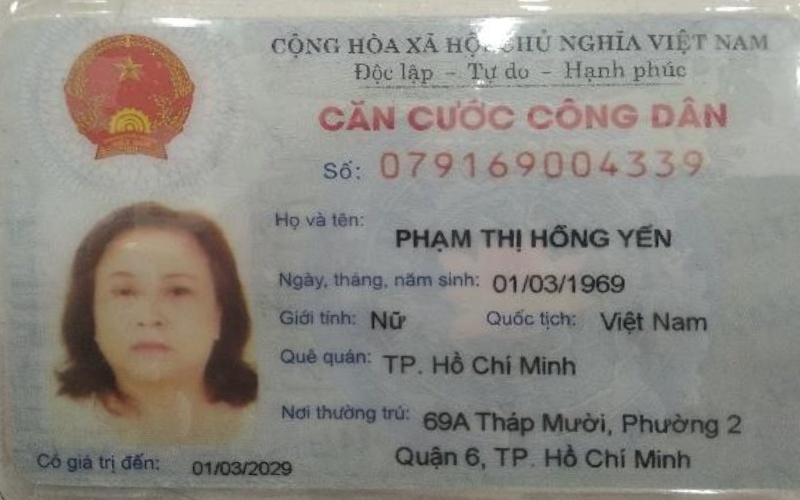 CỘNG HÒA XÃ HỘI CHỦ NGHĨA VIỆT NAM
Độc lập - Tự do - Hạnh phúc
CĂN CƯỚC CÔNG DÂN
Số: 079169004339
Họ và tên: PHẠM THỊ HỒNG YẾN
Ngày, tháng, năm sinh: 01/03/1969
Giới tính: Nữ Quốc tịch: Việt Nam
Quê quán: TP. Hồ Chí Minh
Nơi thường trú: 69A Tháp Mười, Phường 2
Quận 6, TP. Hồ Chí Minh
Có giá trị đến: 01/03/2029